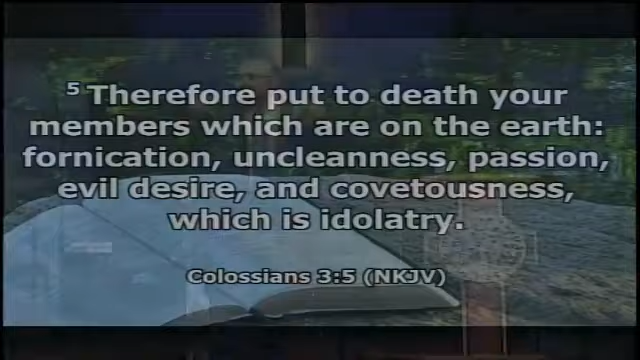 5 Therefore put to death your
members which are on the earth:
fornication, uncleanness, passion,
evil desire, and covetousness,
which is idolatry.
Colossians 3:5 (NKJV)